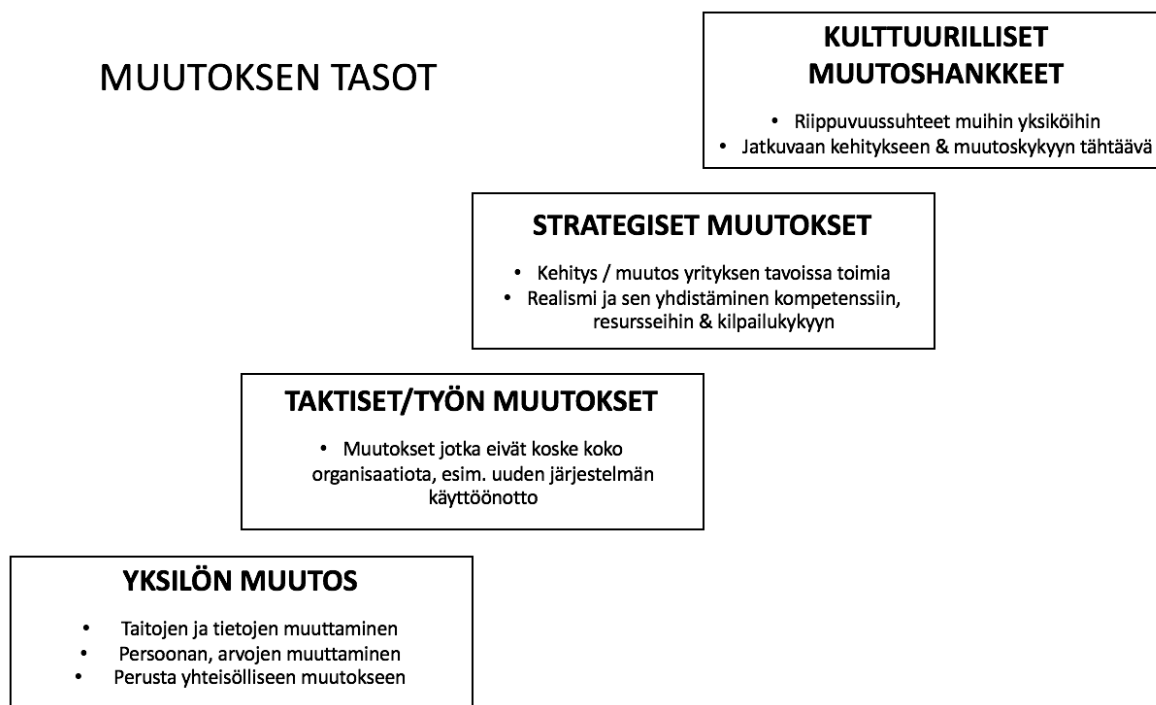 MUUTOKSEN TASOT
KULTTUURILLISET
MUUTOSHANKKEET
• Riippuvuussuhteet muihin yksiköihin
• Jatkuvaan kehitykseen & muutoskykyyn tähtäävä
STRATEGISET MUUTOKSET
• Kehitys / muutos yrityksen tavoissa toimia
• Realismi ja sen yhdistäminen kompetenssiin,
resursseihin & kilpailukykyyn
TAKTISET/TYÖN MUUTOKSET
• Muutokset jotka eivät koske koko
organisaatiota, esim. uuden järjestelmän
käyttöönotto
YKSILÖN MUUTOS
• Taitojen ja tietojen muuttaminen
• Persoonan, arvojen muuttaminen
• Perusta yhteisölliseen muutokseen